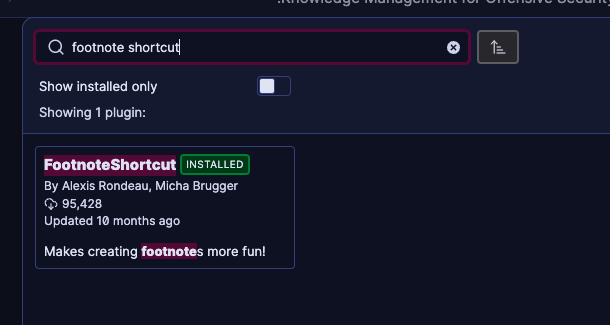 :Knowledge Management for Offensive Security
footnote shortcut
Show installed only
Showing 1 plugin:
FootnoteShortcut INSTALLED
By Alexis Rondeau, Micha Brugger
95,428
Updated 10 months ago
Makes creating footnotes more fun!